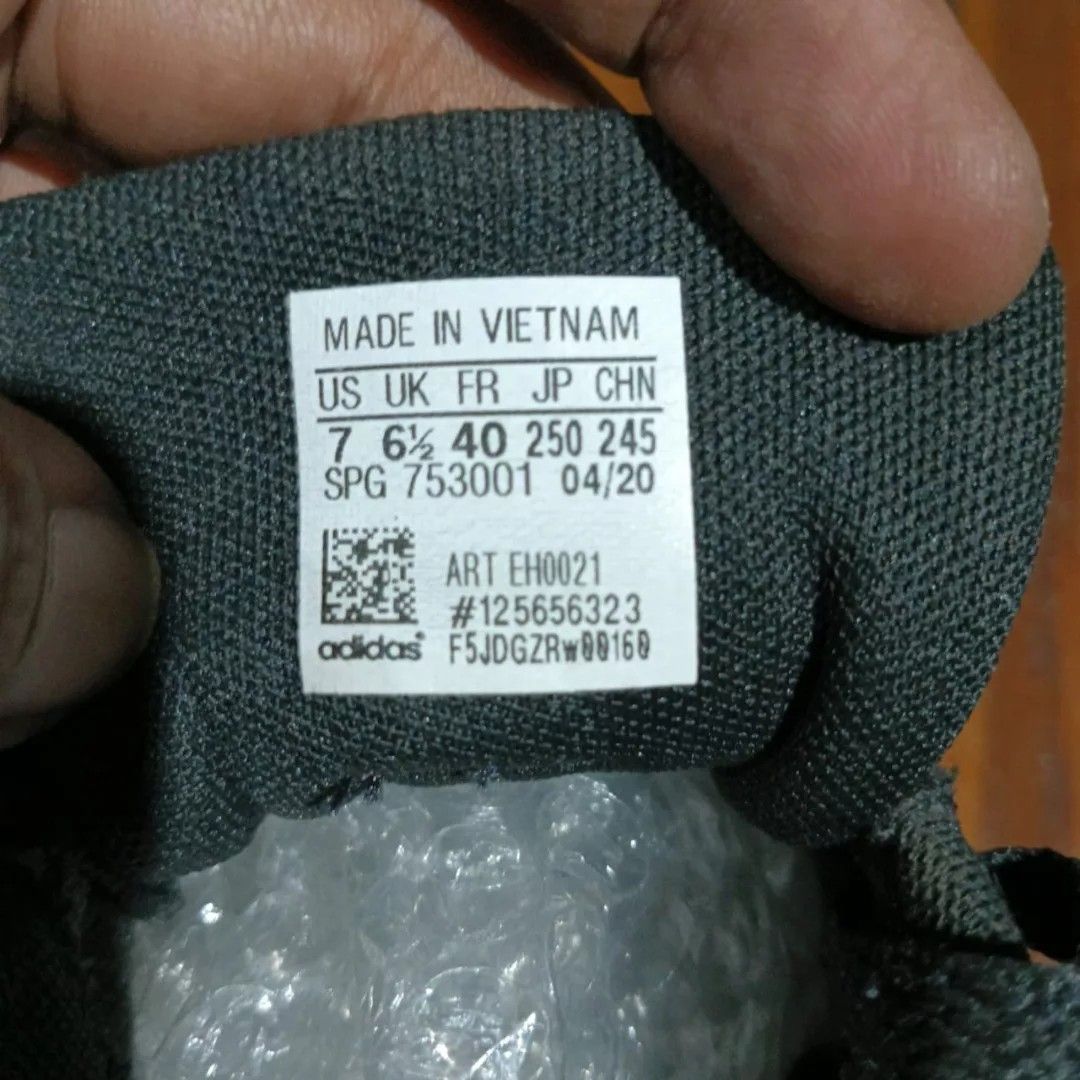 MADE IN VIETNAM
US UK FR JP CHN
7 6½ 40 250 245
SPG 753001 04/20
ART EH0021
#125656323
adidas® F5JDGZRw00160